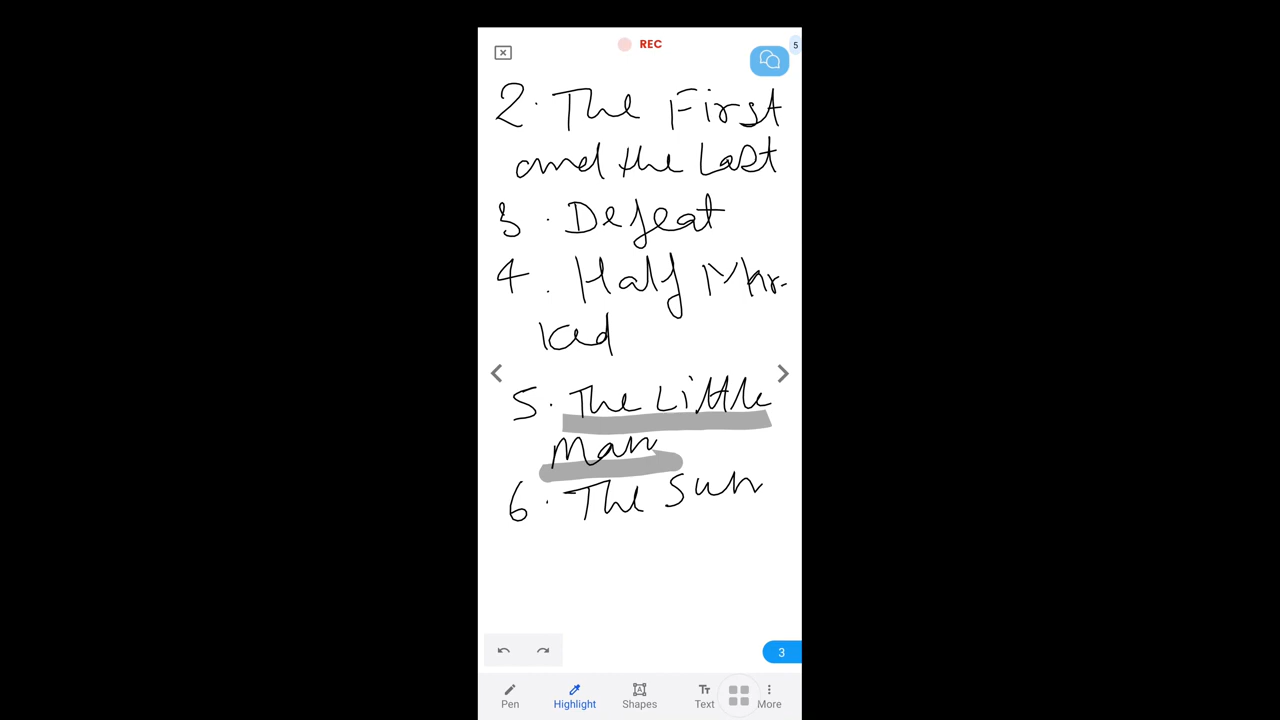 REC
5
2. The First
and the Last
3. Defeat
4. Half Mar-
ked
5. The Little
Man
6. The Sun
3
Pen Highlight Shapes Text More